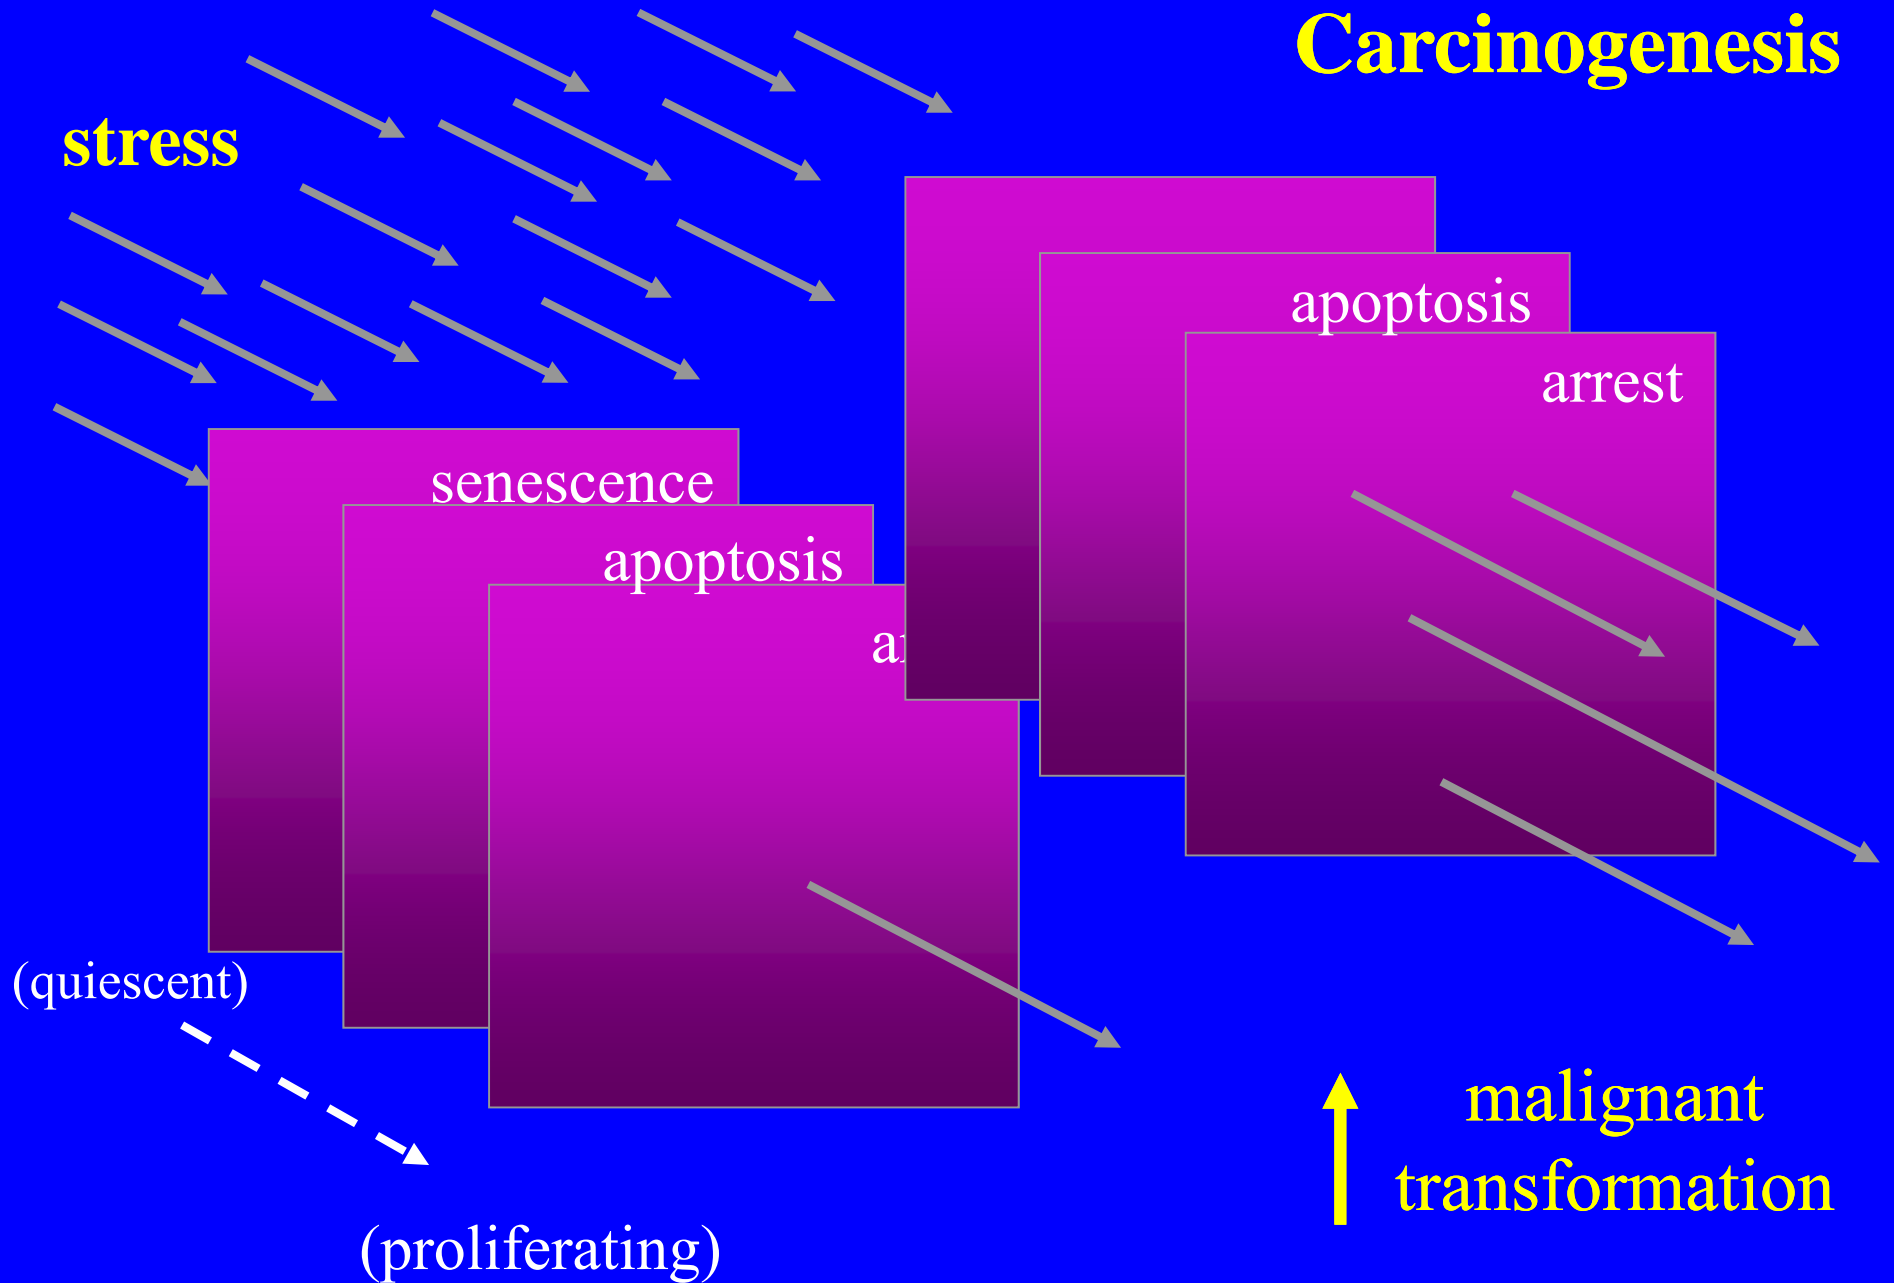 Carcinogenesis
stress
apoptosis
arrest
senescence
apoptosis
(quiescent)
malignant
transformation
(proliferating)